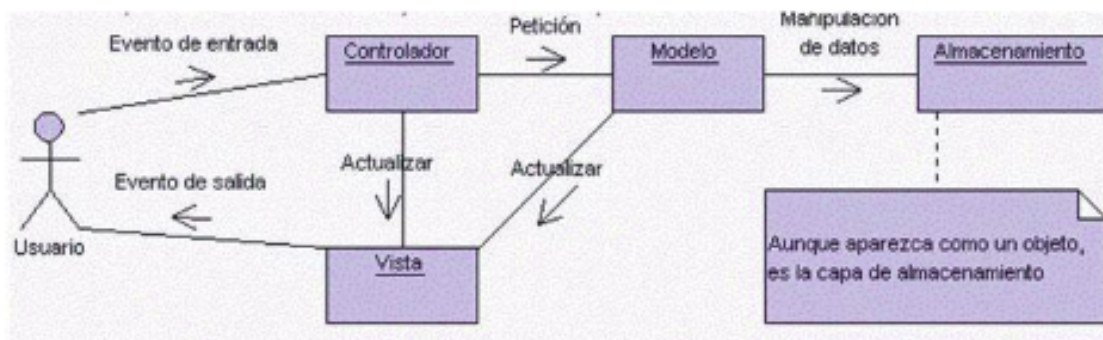 Evento de entrada
Controlador
Petición
Modelo
Manipulación
de datos
Almacenamiento
Actualizar
Actualizar
Evento de salida
Usuario
Vista
Aunque aparezca como un objeto,
es la capa de almacenamiento